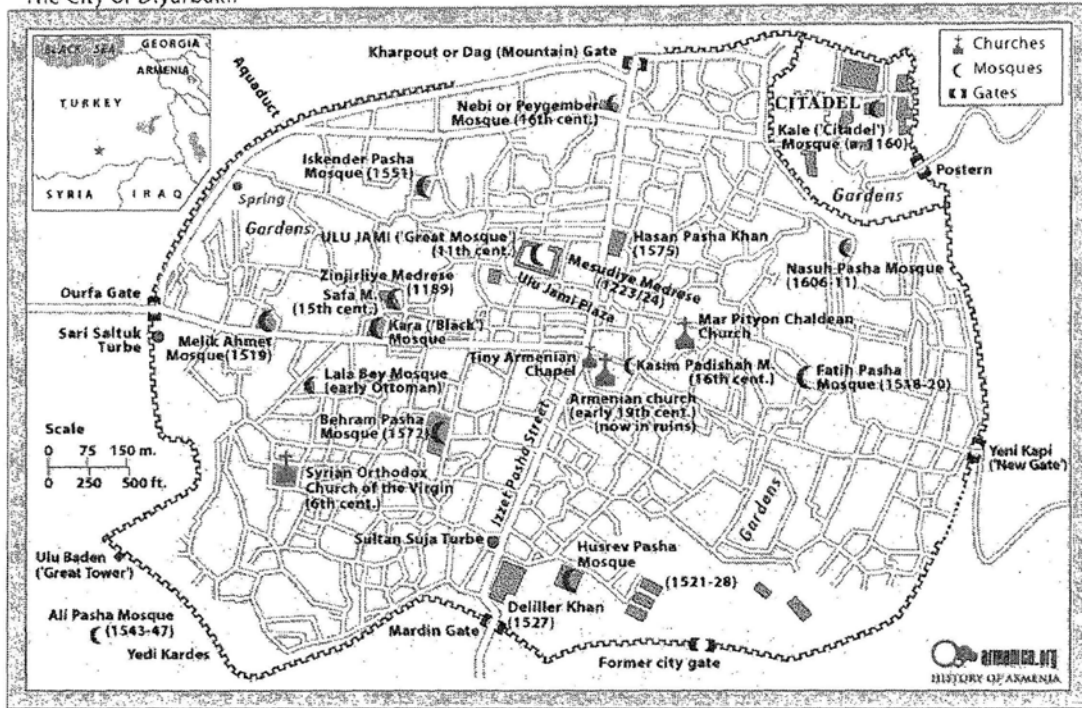 The City of Diyarbakir
BLACK SEA
GEORGIA
ARMENIA
TURKEY
SYRIA
IRAQ
Aquaduct
Kharpout or Dag (Mountain) Gate
Churches
Mosques
Gates
CITADEL
Kale ('Citadel')
Mosque (1160)
Postern
Gardens
Nebi or Peygember
Mosque (16th cent.)
Iskender Pasha
Mosque (1551)
Spring
Gardens
ULU JAMI ('Great Mosque')
(11th cent.)
Hasan Pasha Khan
(1575)
Mesudiye Medrese
(1223/24)
Ulu Jami Plaza
Nasuh Pasha Mosque
(1606-11)
Zinjirliye Medrese
(1189)
Safa M.
(15th cent.)
Kara ('Black')
Mosque
Ourfa Gate
Sari Saltuk
Turbe
Melik Ahmet
Mosque (1519)
Mar Pityon Chaldean
Church
Tiny Armenian
Chapel
Kasim Padishah M.
(16th cent.)
Fatih Pasha
Mosque (1518-20)
Armenian church
(early 19th cent.)
(now in ruins)
Lala Bey Mosque
(early Ottoman)
Behram Pasha
Mosque (1572)
Scale
0 75 150 m.
0 250 500 ft.
Syrian Orthodox
Church of the Virgin
(6th cent.)
Izzet Pasha Street
Yeni Kapi
('New Gate')
Gardens
Sultan Suja Turbe
Husrev Pasha
Mosque
(1521-28)
Ulu Baden
('Great Tower')
Deliller Khan
(1527)
Ali Pasha Mosque
(1543-47)
Yedi Kardes
Mardin Gate
Former city gate
armenica.org
HISTORY OF ARMENIA